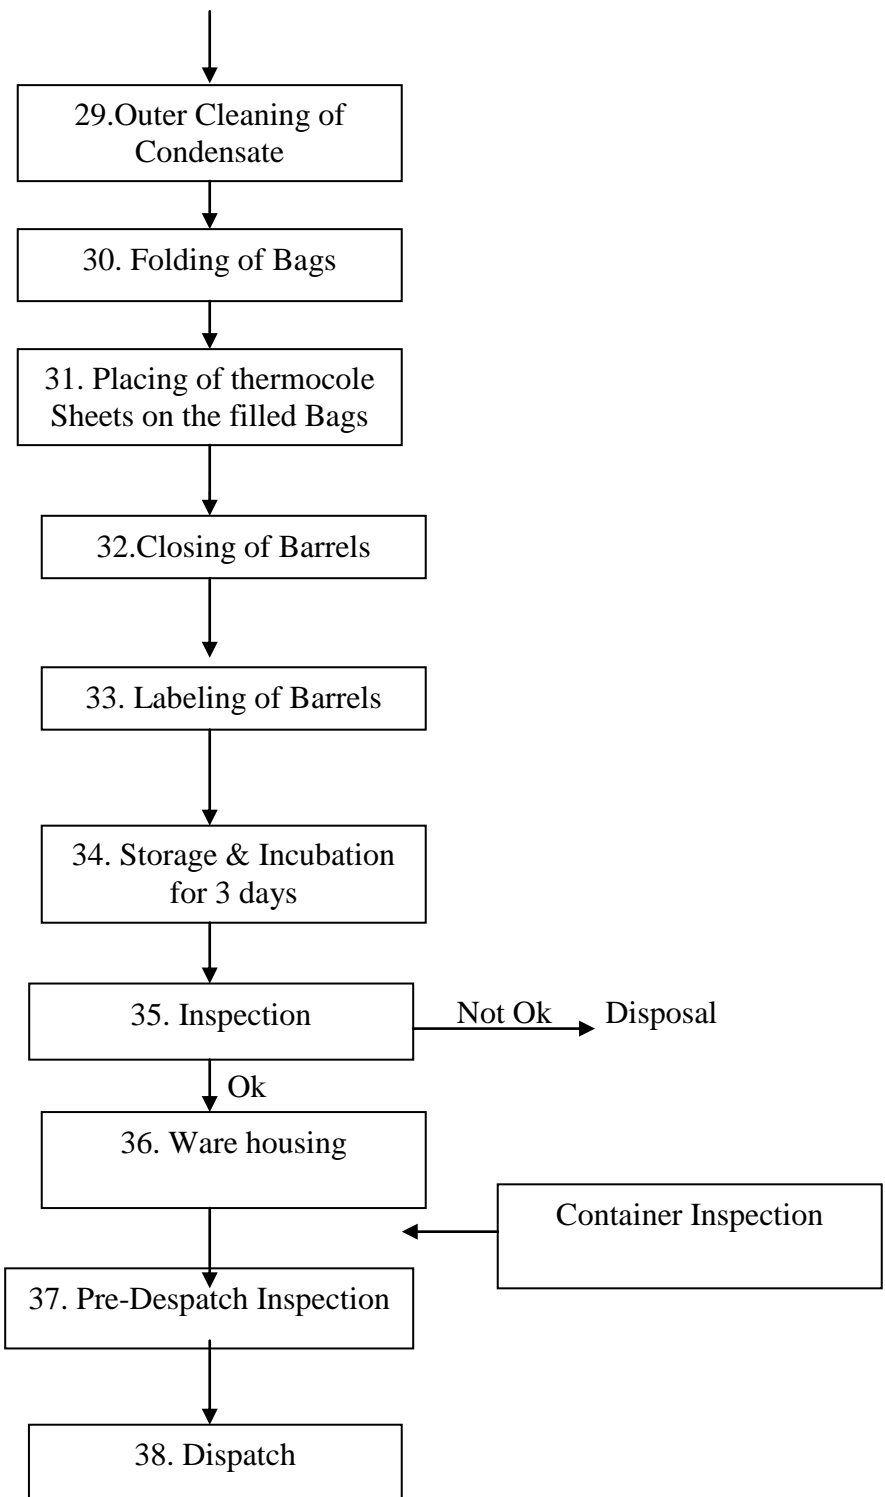 29.Outer Cleaning of
Condensate
30. Folding of Bags
31. Placing of thermocole
Sheets on the filled Bags
32.Closing of Barrels
33. Labeling of Barrels
34. Storage & Incubation
for 3 days
35. Inspection
Not Ok
Disposal
Ok
36. Ware housing
Container Inspection
37. Pre-Despatch Inspection
38. Dispatch